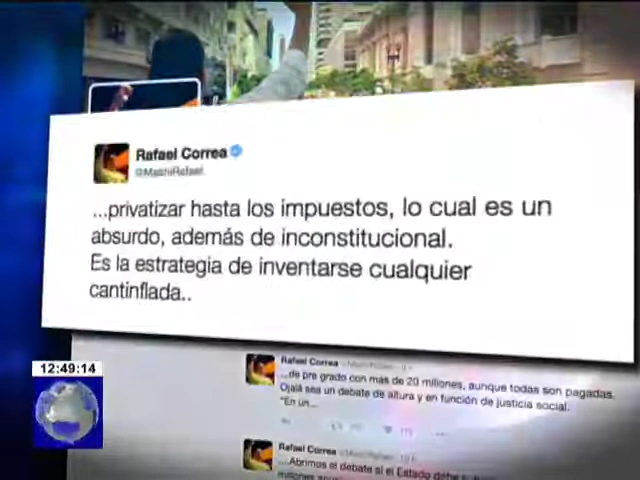 Rafael Correa
@MashiRafael
...privatizar hasta los impuestos, lo cual es un
absurdo, además de inconstitucional.
Es la estrategia de inventarse cualquier
cantinflada..
12:49:14
Rafael Correa
...de pre grado con más de 20 millones, aunque todas son pagadas.
Ojalá sea un debate de altura y en función de justicia social.
"En un...
Rafael Correa
...Abrimos el debate si el Estado debe
millones